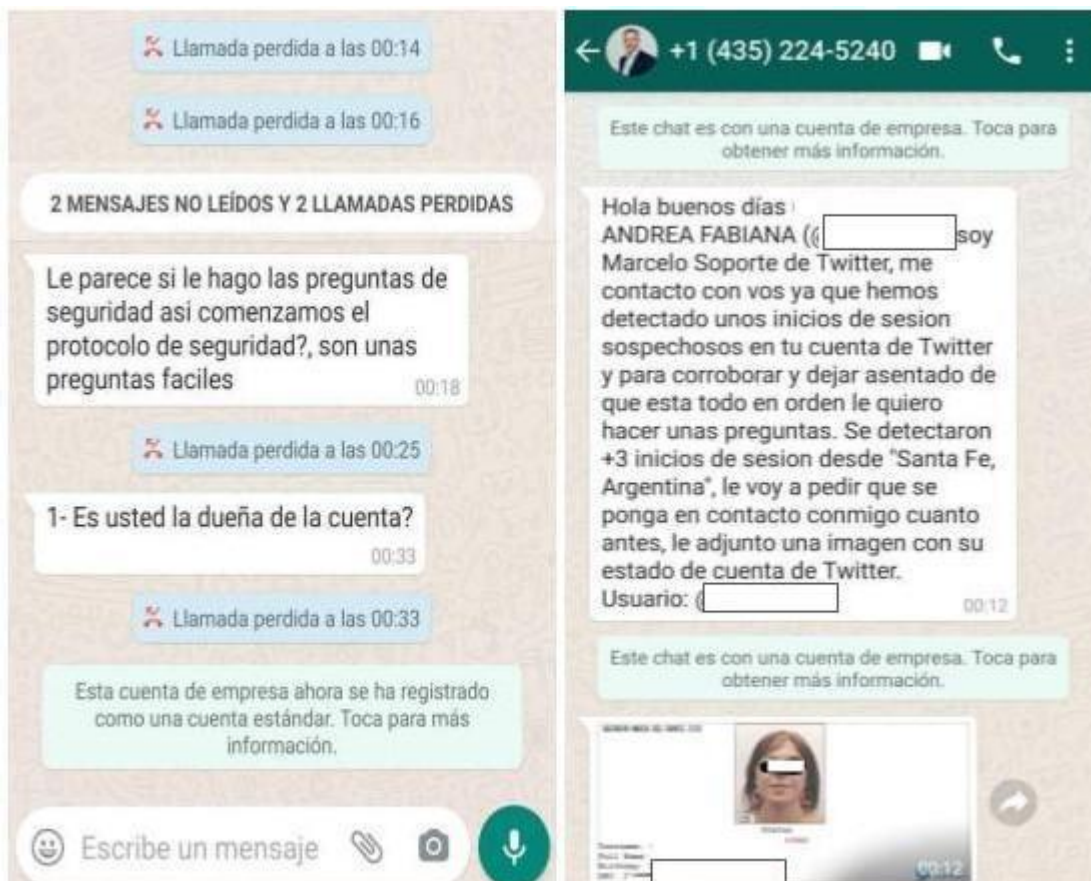 Llamada perdida a las 00:14
Llamada perdida a las 00:16
2 MENSAJES NO LEÍDOS Y 2 LLAMADAS PERDIDAS
Le parece si le hago las preguntas de
seguridad asi comenzamos el
protocolo de seguridad?, son unas
preguntas faciles
00:18
Llamada perdida a las 00:25
1- Es usted la dueña de la cuenta?
00:33
Llamada perdida a las 00:33
Esta cuenta de empresa ahora se ha registrado
como una cuenta estándar. Toca para más
información.
Escribe un mensaje
+1 (435) 224-5240
Este chat es con una cuenta de empresa. Toca para
obtener más información.
Hola buenos días
ANDREA FABIANA (@ soy
Marcelo Soporte de Twitter, me
contacto con vos ya que hemos
detectado unos inicios de sesion
sospechosos en tu cuenta de Twitter
y para corroborar y dejar asentado de
que esta todo en orden le quiero
hacer unas preguntas. Se detectaron
+3 inicios de sesion desde "Santa Fe,
Argentina", le voy a pedir que se
ponga en contacto conmigo cuanto
antes, le adjunto una imagen con su
estado de cuenta de Twitter.
Usuario: @
00:12
Este chat es con una cuenta de empresa. Toca para
obtener más información.
00:12